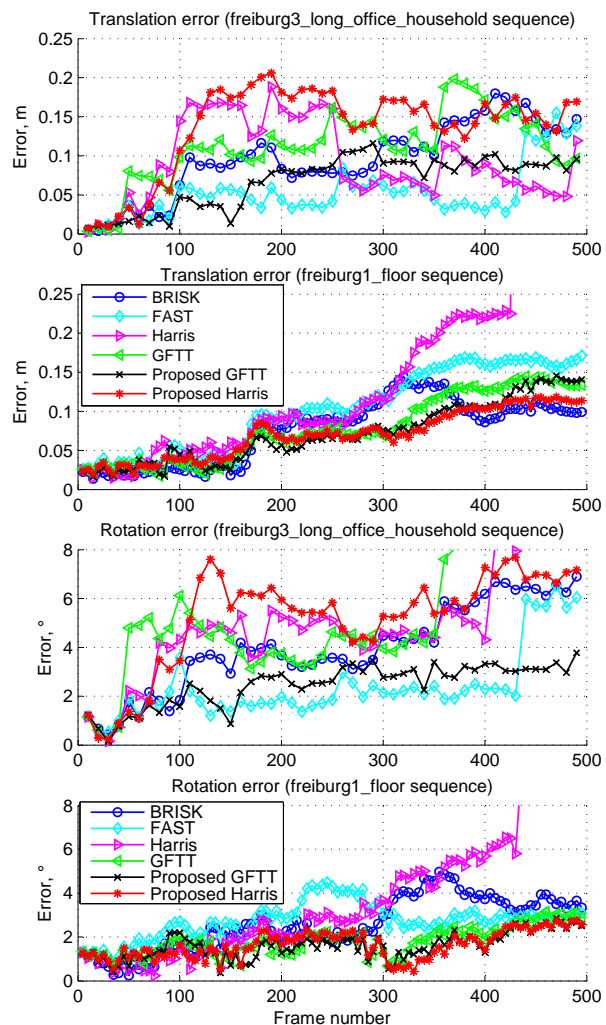 Translation error (freiburg3_long_office_household sequence)
0.25
0.2
0.15
0.1
0.05
0
Error, m
0 100 200 300 400 500
Translation error (freiburg1_floor sequence)
0.25
0.2
0.15
0.1
0.05
0
Error, m
BRISK
FAST
Harris
GFTT
Proposed GFTT
Proposed Harris
0 100 200 300 400 500
Rotation error (freiburg3_long_office_household sequence)
8
6
4
2
0
Error, °
0 100 200 300 400 500
Rotation error (freiburg1_floor sequence)
8
6
4
2
0
Error, °
BRISK
FAST
Harris
GFTT
Proposed GFTT
Proposed Harris
0 100 200 300 400 500
Frame number